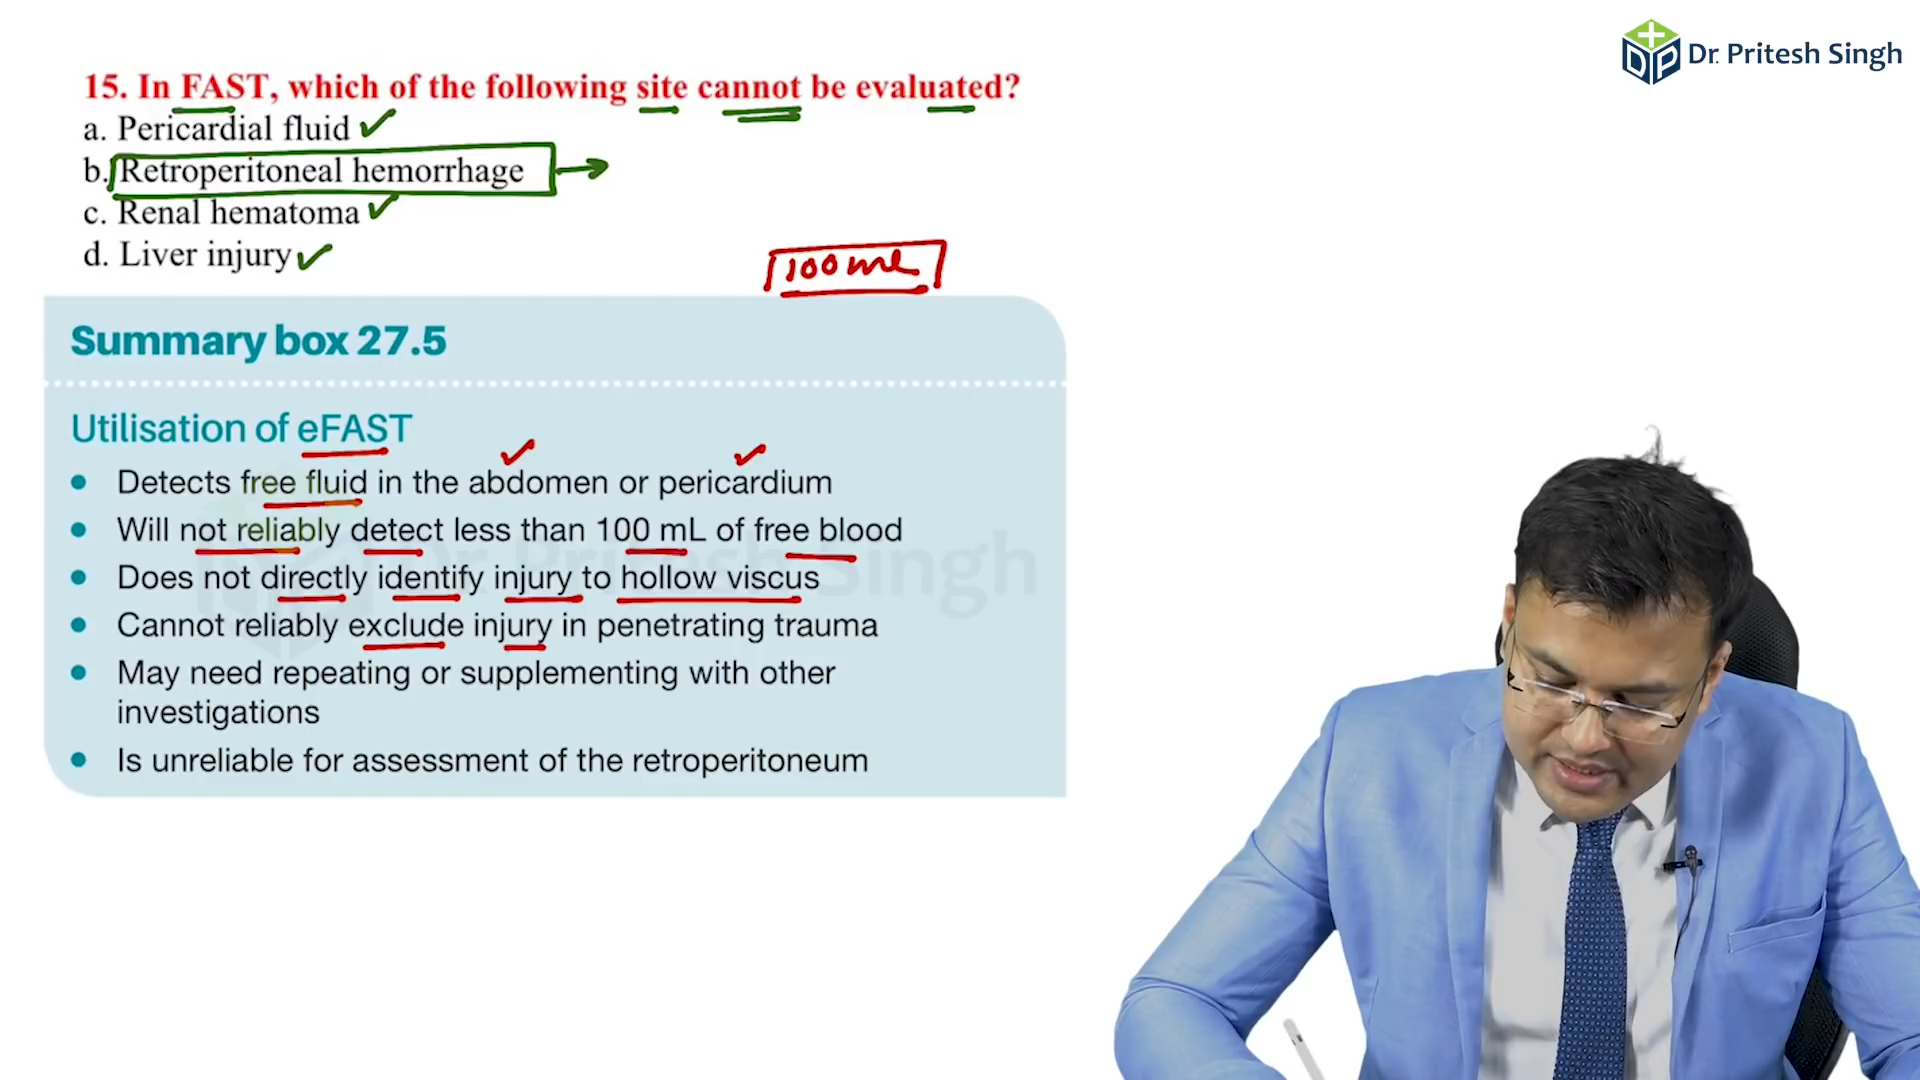 Dr. Pritesh Singh
15. In FAST, which of the following site cannot be evaluated?
a. Pericardial fluid
b. Retroperitoneal hemorrhage
c. Renal hematoma
d. Liver injury
100ml
Summary box 27.5
Utilisation of eFAST
• Detects free fluid in the abdomen or pericardium
• Will not reliably detect less than 100 mL of free blood
• Does not directly identify injury to hollow viscus
• Cannot reliably exclude injury in penetrating trauma
• May need repeating or supplementing with other
investigations
• Is unreliable for assessment of the retroperitoneum
Dr. Pritesh Singh